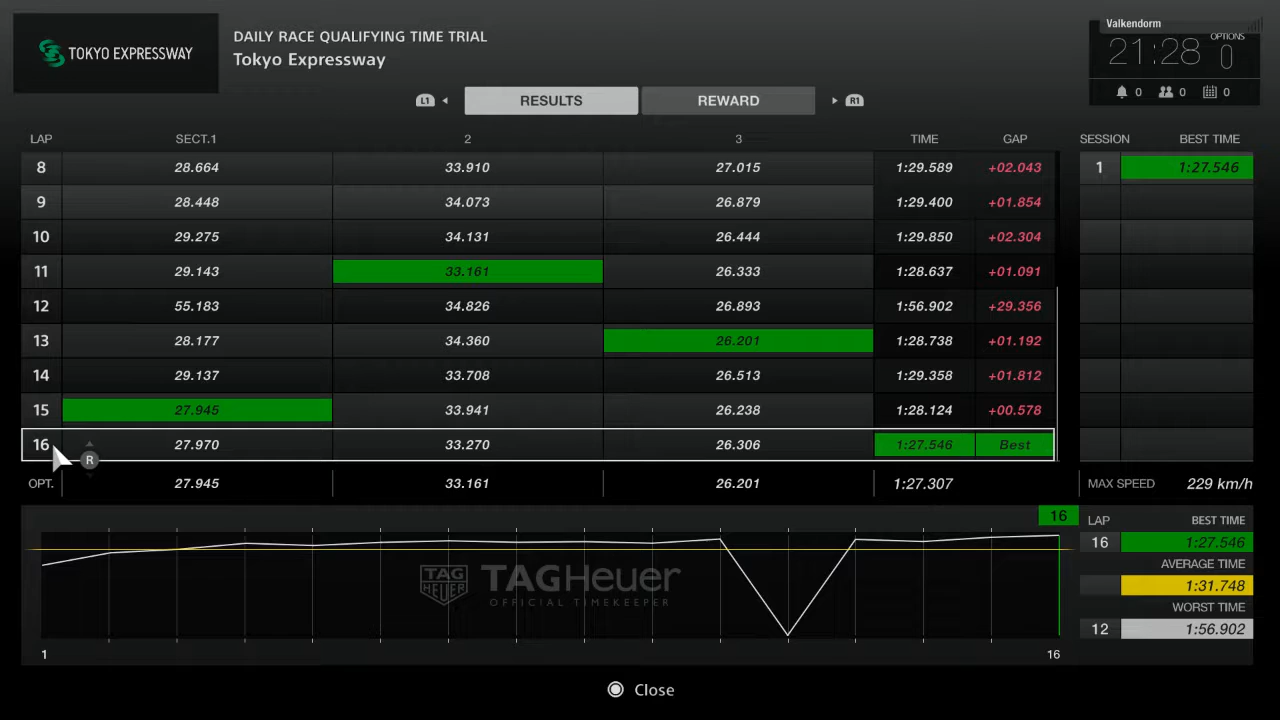 TOKYO EXPRESSWAY
DAILY RACE QUALIFYING TIME TRIAL
Tokyo Expressway
Valkendorm
21:28
OPTIONS
0
0 0 0
L1 RESULTS REWARD R1
LAP SECT.1 2 3 TIME GAP
8 28.664 33.910 27.015 1:29.589 +02.043
9 28.448 34.073 26.879 1:29.400 +01.854
10 29.275 34.131 26.444 1:29.850 +02.304
11 29.143 33.161 26.333 1:28.637 +01.091
12 55.183 34.826 26.893 1:56.902 +29.356
13 28.177 34.360 26.201 1:28.738 +01.192
14 29.137 33.708 26.513 1:29.358 +01.812
15 27.945 33.941 26.238 1:28.124 +00.578
16 27.970 33.270 26.306 1:27.546 Best
R
OPT. 27.945 33.161 26.201 1:27.307
SESSION BEST TIME
1 1:27.546
MAX SPEED 229 km/h
16
TAG HEUER
TAGHeuer
OFFICIAL TIMEKEEPER
1 16
LAP BEST TIME
16 1:27.546
AVERAGE TIME
1:31.748
WORST TIME
12 1:56.902
Close